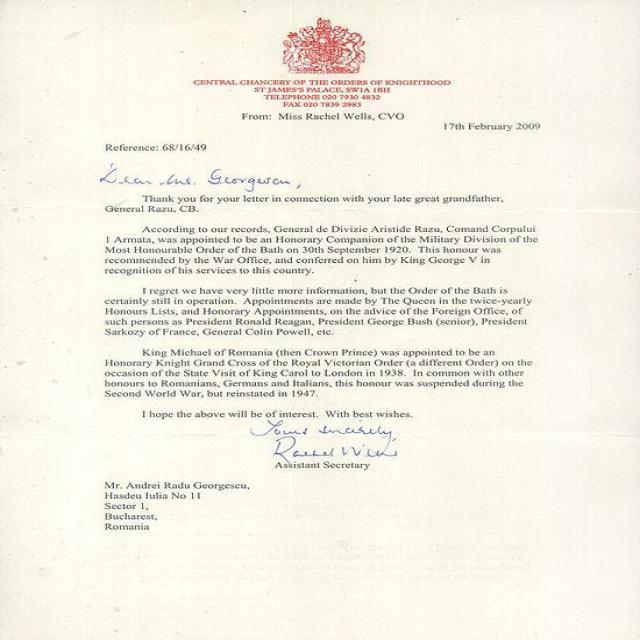 CENTRAL CHANCERY OF THE ORDERS OF KNIGHTHOOD
ST JAMES'S PALACE, SW1A 1BH
TELEPHONE 020 7930 4832
FAX 020 7839 2983
From: Miss Rachel Wells, CVO
17th February 2009
Reference: 68/16/49
Dear Mr. Georgescu,
Thank you for your letter in connection with your late great grandfather,
General Razu, CB.
According to our records, General de Divizie Aristide Razu, Comand Corpului
1 Armata, was appointed to be an Honorary Companion of the Military Division of the
Most Honourable Order of the Bath on 30th September 1920. This honour was
recommended by the War Office, and conferred on him by King George V in
recognition of his services to this country.
I regret we have very little more information, but the Order of the Bath is
certainly still in operation. Appointments are made by The Queen in the twice-yearly
Honours Lists, and Honorary Appointments, on the advice of the Foreign Office, of
such persons as President Ronald Reagan, President George Bush (senior), President
Sarkozy of France, General Colin Powell, etc.
King Michael of Romania (then Crown Prince) was appointed to be an
Honorary Knight Grand Cross of the Royal Victorian Order (a different Order) on the
occasion of the State Visit of King Carol to London in 1938. In common with other
honours to Romanians, Germans and Italians, this honour was suspended during the
Second World War, but reinstated in 1947.
I hope the above will be of interest. With best wishes.
Yours sincerely
Rachel Wells
Assistant Secretary
Mr. Andrei Radu Georgescu,
Hasdeu Iulia No 11
Sector 1,
Bucharest,
Romania